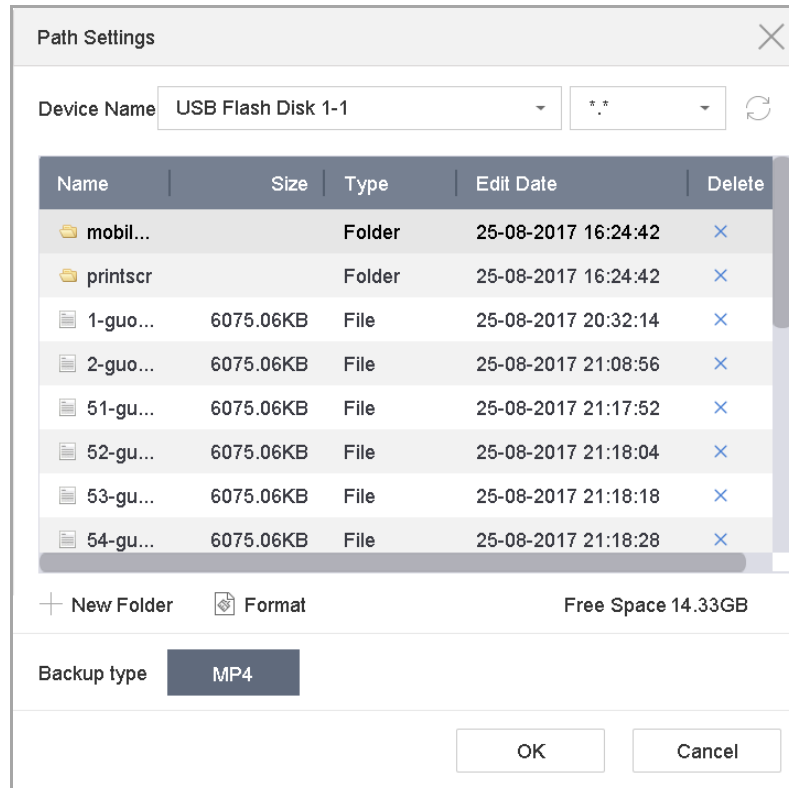 Path Settings
Device Name USB Flash Disk 1-1 *.*
Name Size Type Edit Date Delete
mobil... Folder 25-08-2017 16:24:42
printscr Folder 25-08-2017 16:24:42
1-guo... 6075.06KB File 25-08-2017 20:32:14
2-guo... 6075.06KB File 25-08-2017 21:08:56
51-gu... 6075.06KB File 25-08-2017 21:17:52
52-gu... 6075.06KB File 25-08-2017 21:18:04
53-gu... 6075.06KB File 25-08-2017 21:18:18
54-gu... 6075.06KB File 25-08-2017 21:18:28
New Folder Format Free Space 14.33GB
Backup type MP4
OK Cancel